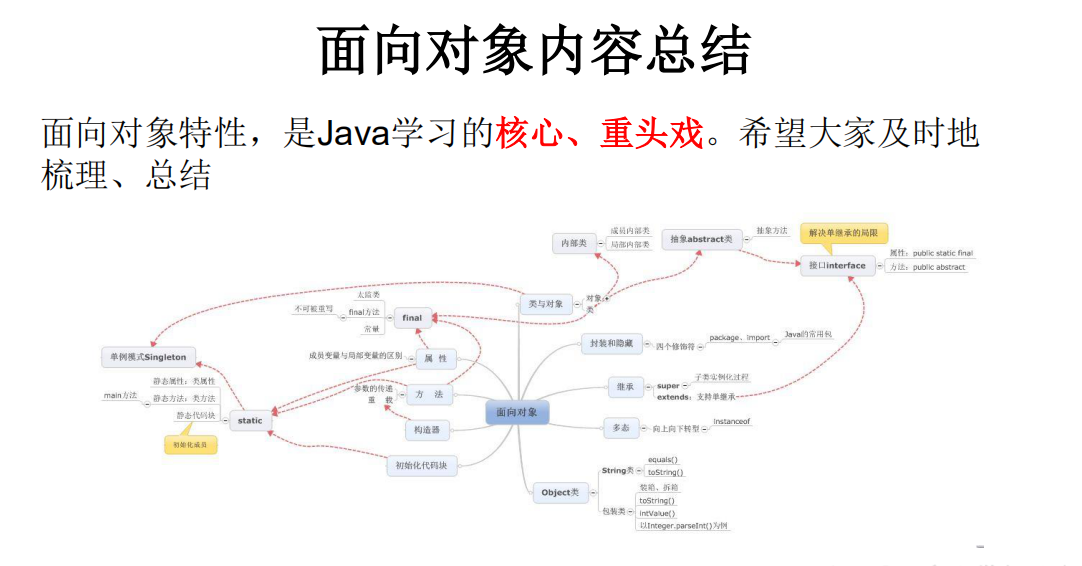 面向对象内容总结
面向对象特性，是Java学习的核心、重头戏。希望大家及时地
梳理、总结
内部类
成员内部类
局部内部类
抽象abstract类
抽象方法
解决单继承的局限
接口interface
属性：public static final
方法：public abstract
类与对象
对象
类
太监类
final方法
不可被重写
常量
final
单例模式Singleton
成员变量与局部变量的区别
属 性
封装和隐藏
四个修饰符
package、import
Java的常用包
静态属性：类属性
静态方法：类方法
main方法
静态代码块
初始化成员
static
参数的传递
重 载
方 法
构造器
初始化代码块
面向对象
继承
super
子类实例化过程
extends：支持单继承
多态
向上向下转型
instanceof
Object类
String类
equals()
toString()
包装类
装箱、拆箱
toString()
intValue()
以Integer.parseInt()为例